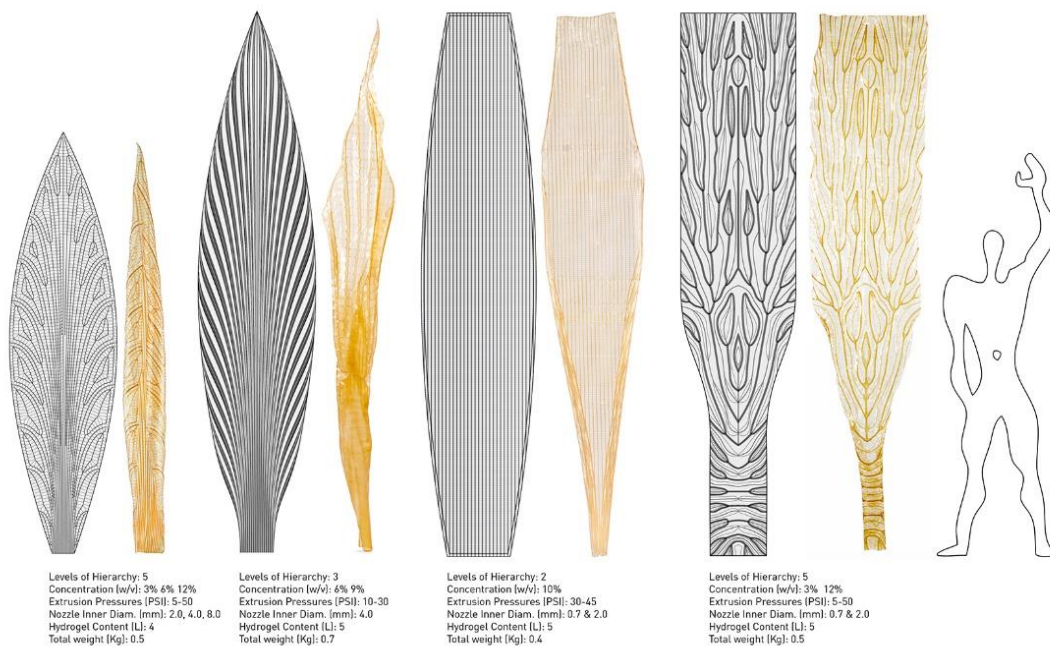 Levels of Hierarchy: 5
Concentration (w/v): 3% 6% 12%
Extrusion Pressures (PSI): 5-50
Nozzle Inner Diam. (mm): 2.0, 4.0, 8.0
Hydrogel Content (L): 4
Total weight (Kg): 0.5
Levels of Hierarchy: 3
Concentration (w/v): 6% 9%
Extrusion Pressures (PSI): 10-30
Nozzle Inner Diam. (mm): 4.0
Hydrogel Content (L): 5
Total weight (Kg): 0.7
Levels of Hierarchy: 2
Concentration (w/v): 10%
Extrusion Pressures (PSI): 30-45
Nozzle Inner Diam. (mm): 0.7 & 2.0
Hydrogel Content (L): 5
Total weight (Kg): 0.4
Levels of Hierarchy: 5
Concentration (w/v): 3% 12%
Extrusion Pressures (PSI): 5-50
Nozzle Inner Diam. (mm): 0.7 & 2.0
Hydrogel Content (L): 5
Total weight (Kg): 0.5